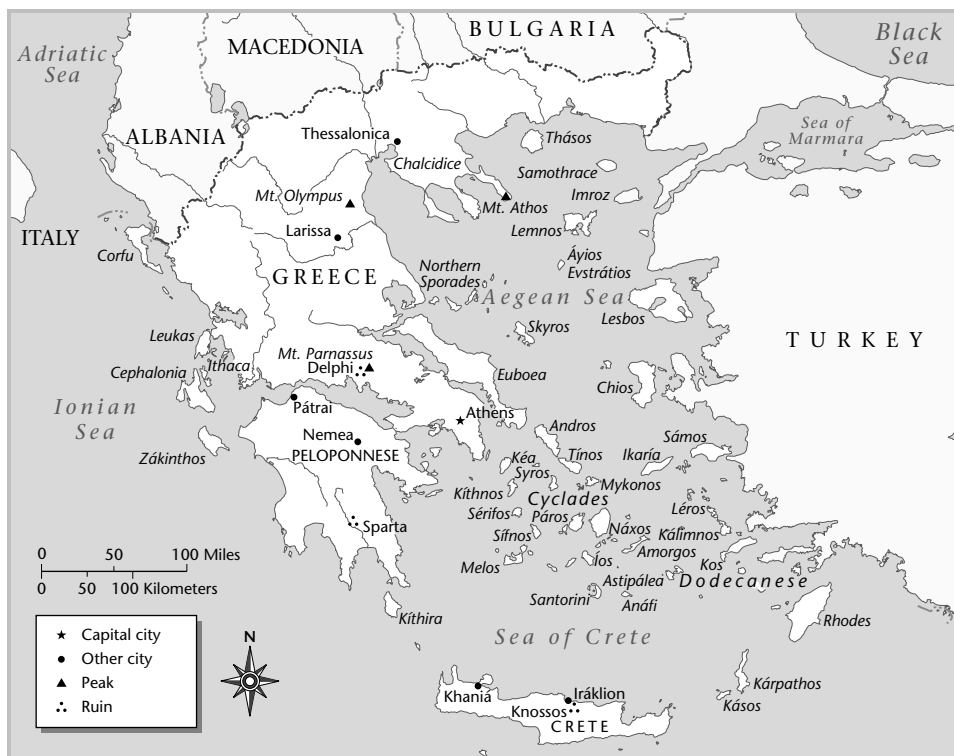 Adriatic
Sea
MACEDONIA
BULGARIA
Black
Sea
ALBANIA
Thessalonica
Thásos
Sea of
Marmara
Chalcidice
Samothrace
Mt. Olympus
Imroz
Mt. Athos
ITALY
Larissa
Lemnos
Corfu
GREECE
Northern
Sporades
Áyios
Evstrátios
Aegean Sea
Lesbos
Skyros
TURKEY
Leukas
Mt. Parnassus
Delphi
Ithaca
Cephalonia
Euboea
Chios
Ionian
Sea
Pátrai
Athens
Andros
Nemea
PELOPONNESE
Sámos
Zákinthos
Kéa
Tínos
Ikaría
Syros
Mykonos
Kíthnos
Cyclades
Sérifos
Páros
Léros
Sparta
Náxos
Kálimnos
Sífnos
Amorgos
Melos
Íos
Kos
Astipálea
Dodecanese
Santorini
Anáfi
Kíthira
Rhodes
Sea of Crete
0 50 100 Miles
0 50 100 Kilometers
Capital city
Other city
Peak
Ruin
N
Khaniá
Iráklion
Knossos
CRETE
Kárpathos
Kásos